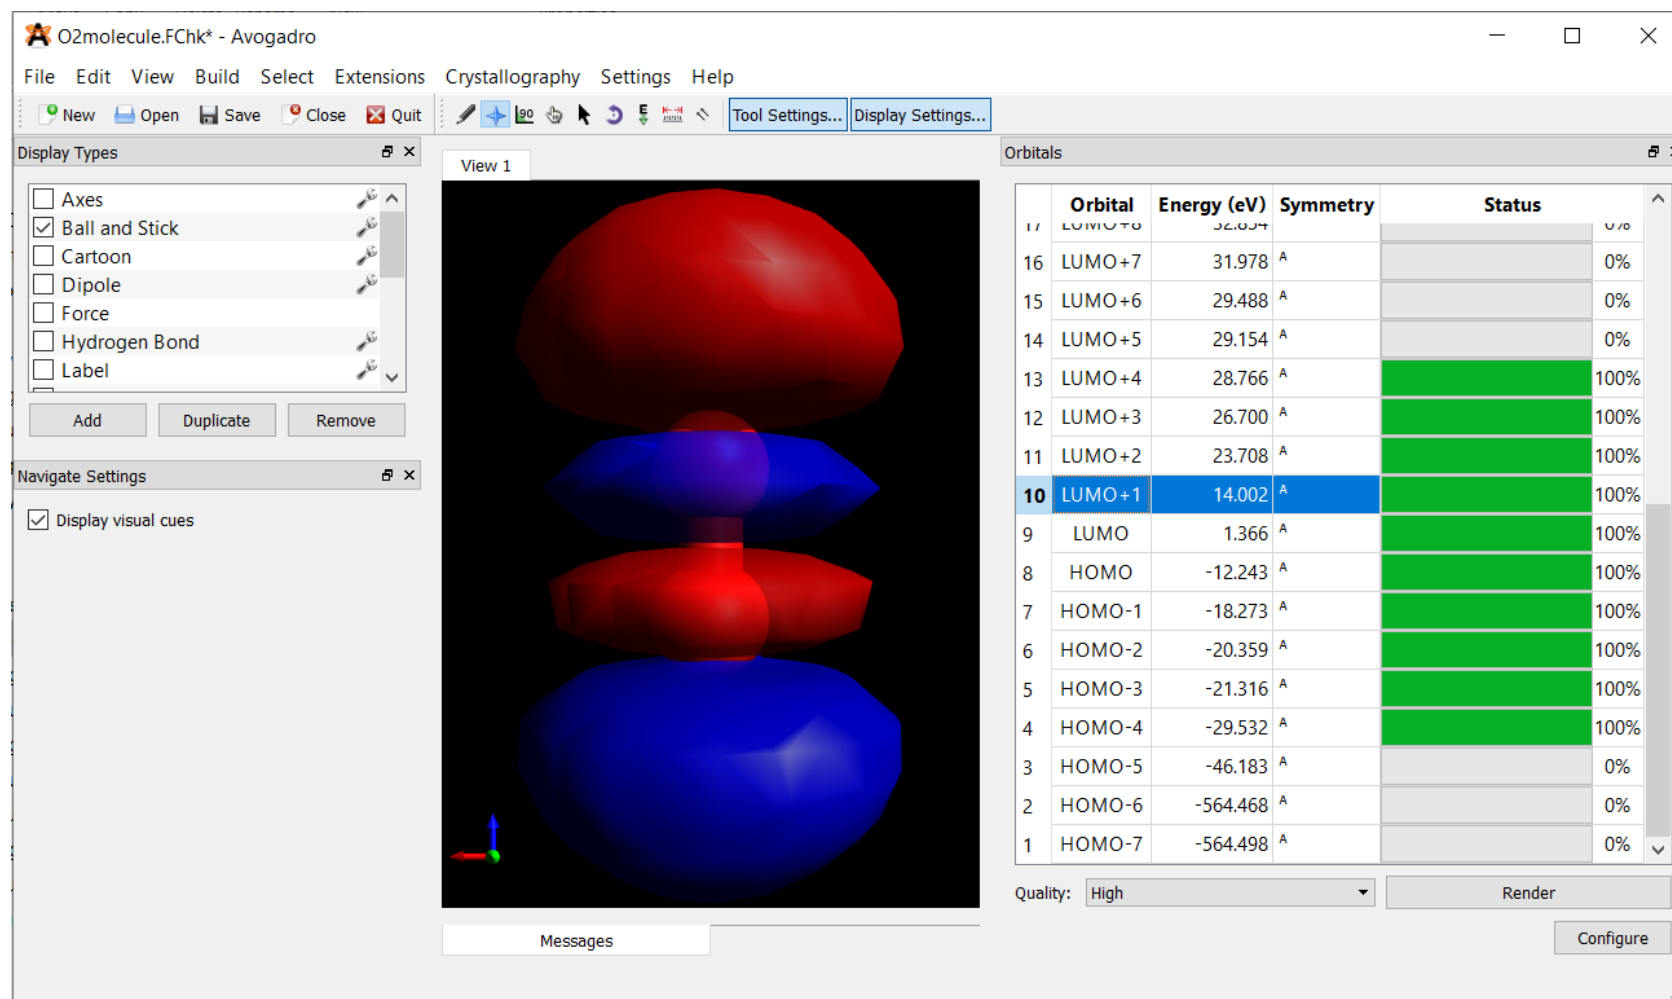 O2molecule.FChk* - Avogadro
File Edit View Build Select Extensions Crystallography Settings Help
New Open Save Close Quit 90 E H-H Tool Settings... Display Settings...
Display Types
Axes
Ball and Stick
Cartoon
Dipole
Force
Hydrogen Bond
Label
Add Duplicate Remove
Navigate Settings
Display visual cues
View 1
Messages
Orbitals
Orbital Energy (eV) Symmetry Status
17 LUMO+8 32.834 0%
16 LUMO+7 31.978 A 0%
15 LUMO+6 29.488 A 0%
14 LUMO+5 29.154 A 0%
13 LUMO+4 28.766 A 100%
12 LUMO+3 26.700 A 100%
11 LUMO+2 23.708 A 100%
10 LUMO+1 14.002 A 100%
9 LUMO 1.366 A 100%
8 HOMO -12.243 A 100%
7 HOMO-1 -18.273 A 100%
6 HOMO-2 -20.359 A 100%
5 HOMO-3 -21.316 A 100%
4 HOMO-4 -29.532 A 100%
3 HOMO-5 -46.183 A 0%
2 HOMO-6 -564.468 A 0%
1 HOMO-7 -564.498 A 0%
Quality: High Render
Configure